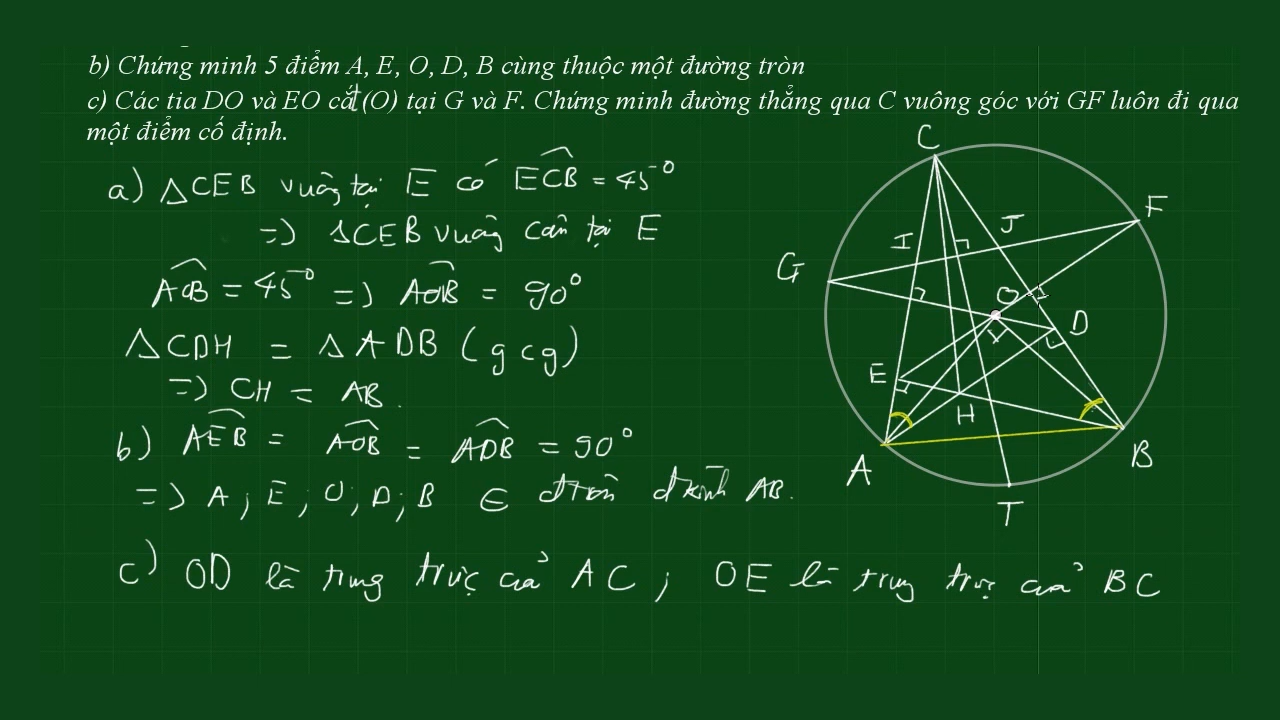 b) Chứng minh 5 điểm A, E, O, D, B cùng thuộc một đường tròn
c) Các tia DO và EO cắt (O) tại G và F. Chứng minh đường thẳng qua C vuông góc với GF luôn đi qua
một điểm cố định.
a) ΔCEB vuông tại E có ECB = 45°
=> ΔCEB vuông cân tại E
ACB = 45° => AOB = 90°
ΔCDH = ΔADB (gcg)
=> CH = AB.
b) AEB = AOB = ADB = 90°
=> A; E; O; D; B ∈ đtròn đkính AB.
c) OD là trung trực của AC; OE là trung trực của BC
C
F
J
I
G
O
D
E
H
A
B
T